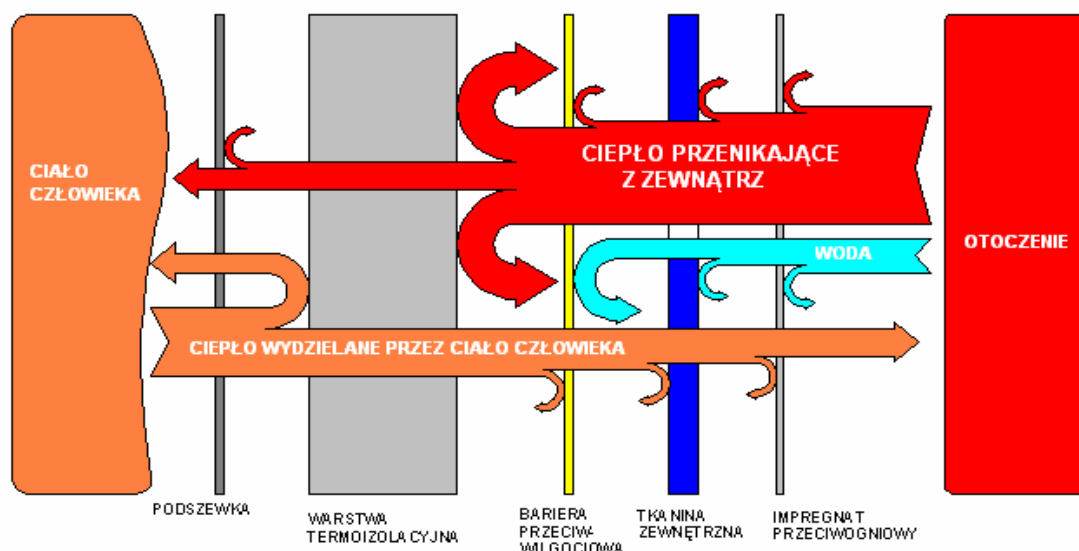 CIEPŁO PRZENIKAJĄCE
Z ZEWNĄTRZ
CIAŁO
CZŁOWIEKA
OTOCZENIE
WODA
CIEPŁO WYDZIELANE PRZEZ CIAŁO CZŁOWIEKA
PODSZEWKA
WARSTWA
TERMOIZOLACYJNA
BARIERA
PRZECIW-
WILGOCIOWA
TKANINA
ZEWNĘTRZNA
IMPREGNAT
PRZECIWOGNIOWY